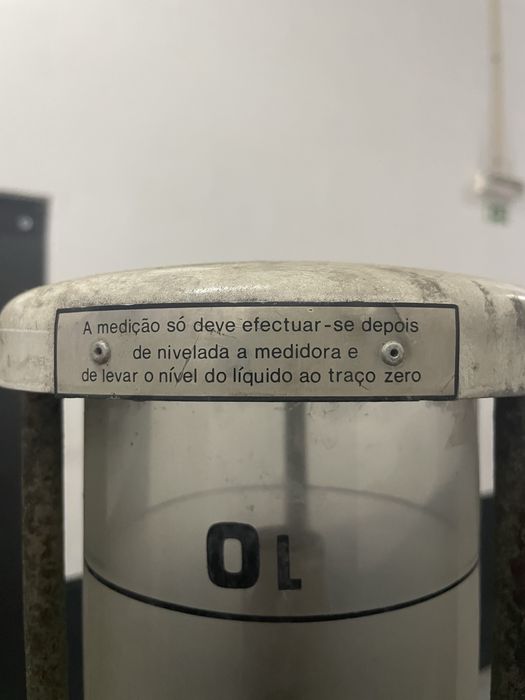 A medição só deve efectuar-se depois
de nivelada a medidora e
de levar o nível do líquido ao traço zero
0 L